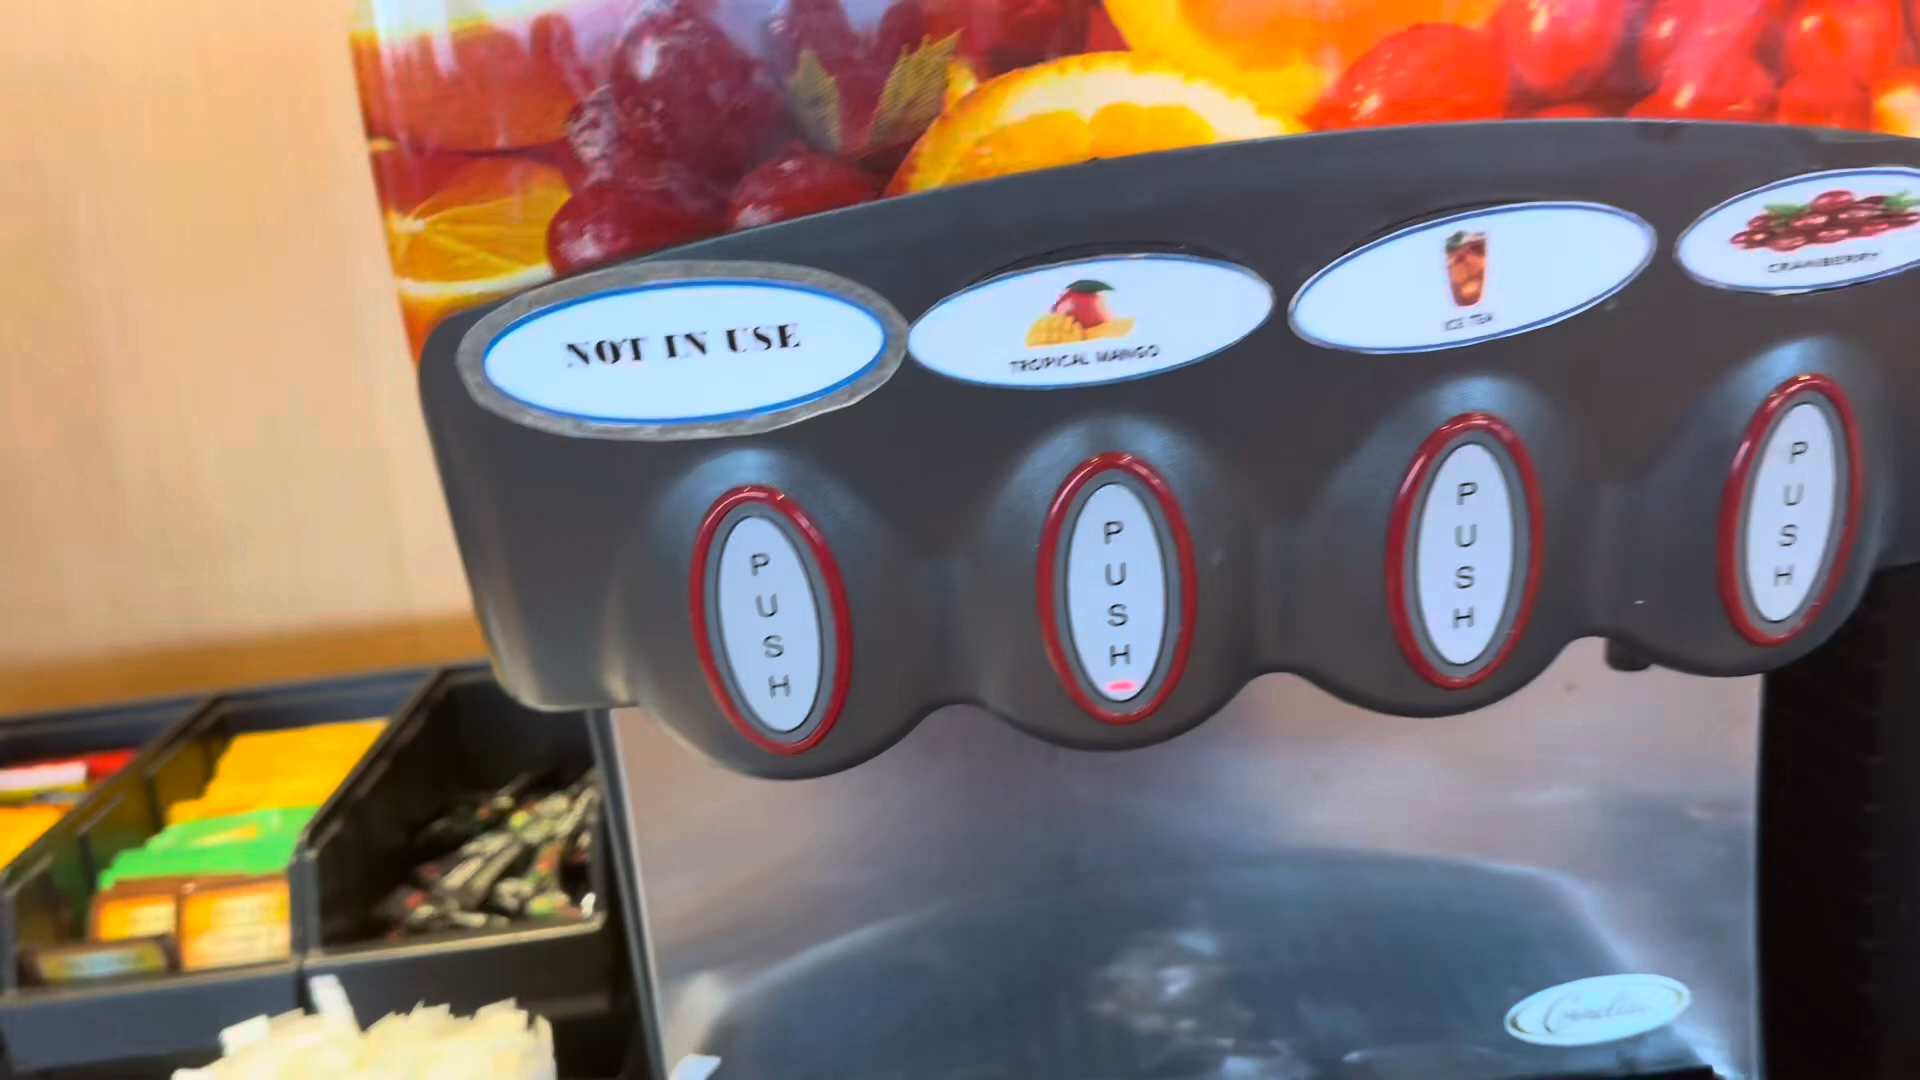 NOT IN USE
TROPICAL MANGO
ICE TEA
CRANBERRY
PUSH
PUSH
PUSH
PUSH